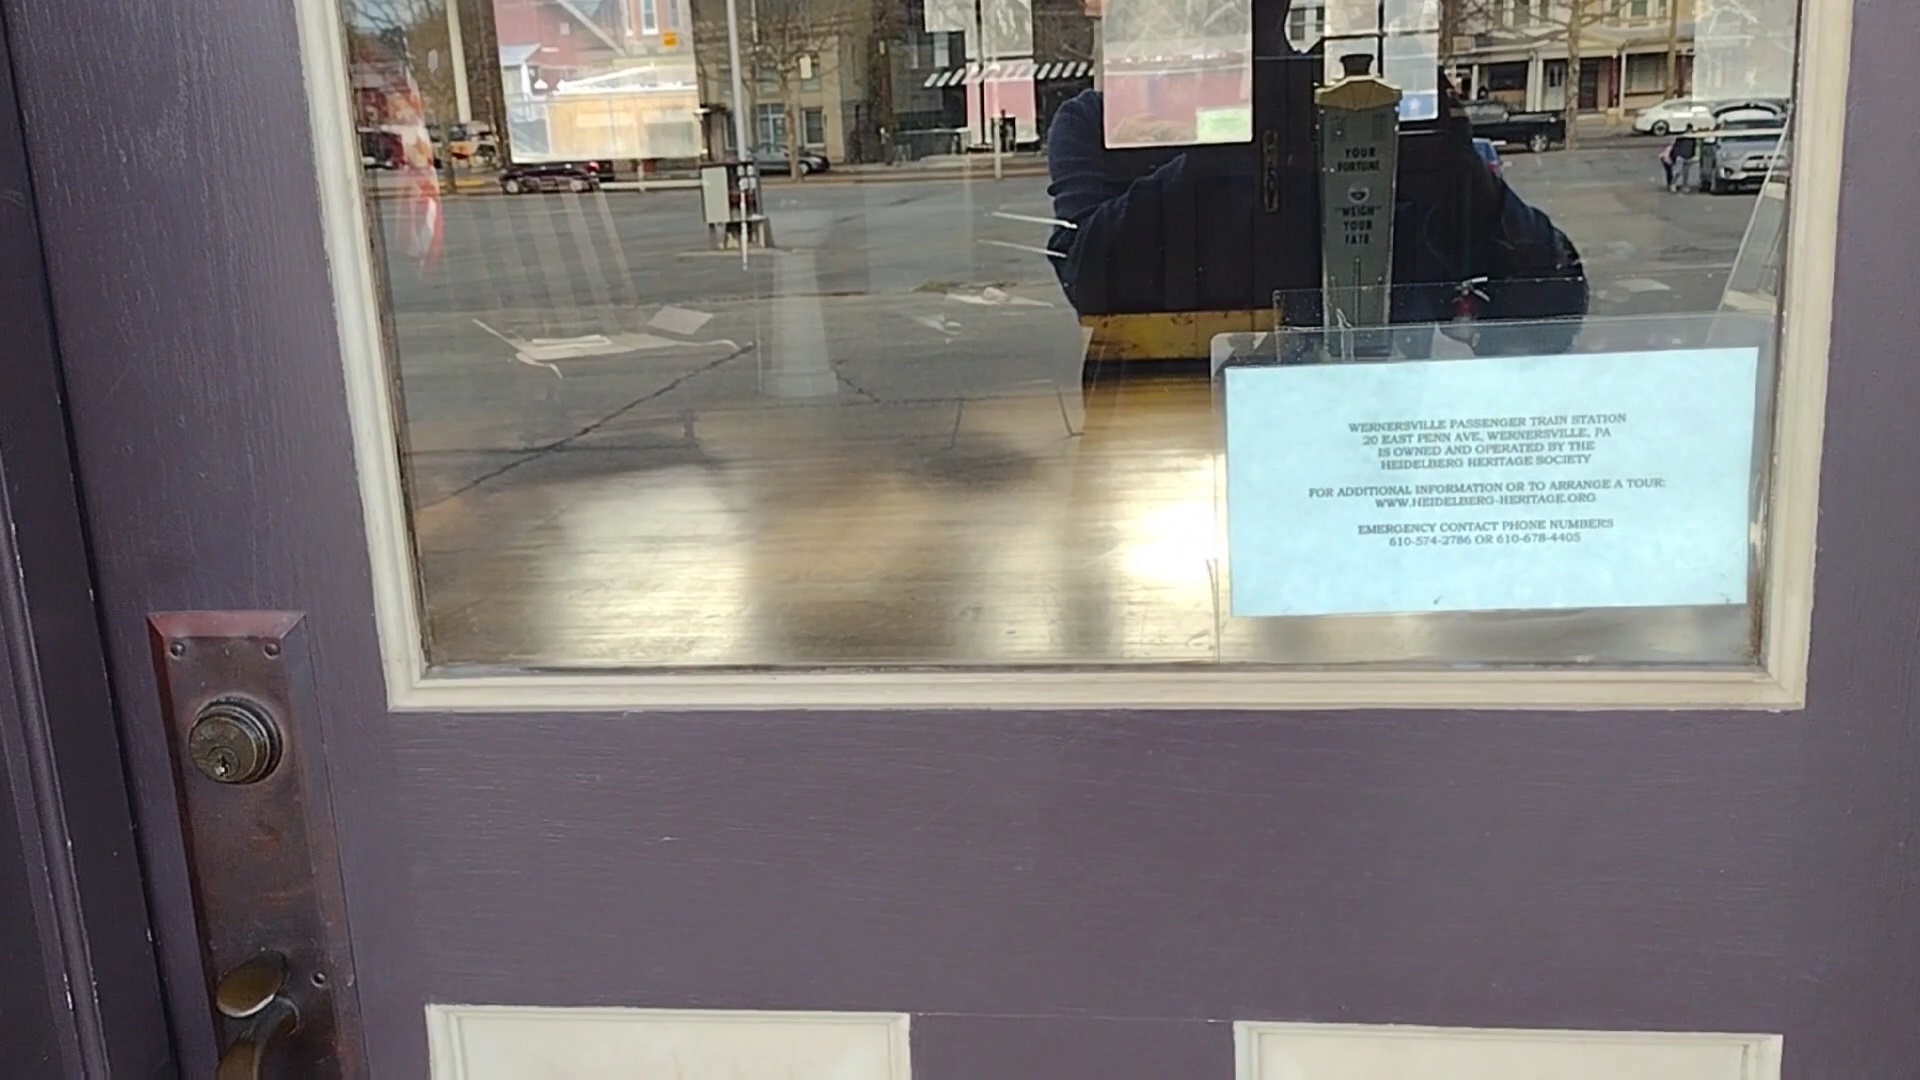 YOUR
FORTUNE
WEIGH
YOUR
FATE
WERNERSVILLE PASSENGER TRAIN STATION
20 EAST PENN AVE, WERNERSVILLE, PA
IS OWNED AND OPERATED BY THE
HEIDELBERG HERITAGE SOCIETY
FOR ADDITIONAL INFORMATION OR TO ARRANGE A TOUR:
WWW.HEIDELBERG-HERITAGE.ORG
EMERGENCY CONTACT PHONE NUMBERS
610-574-2786 OR 610-678-4405